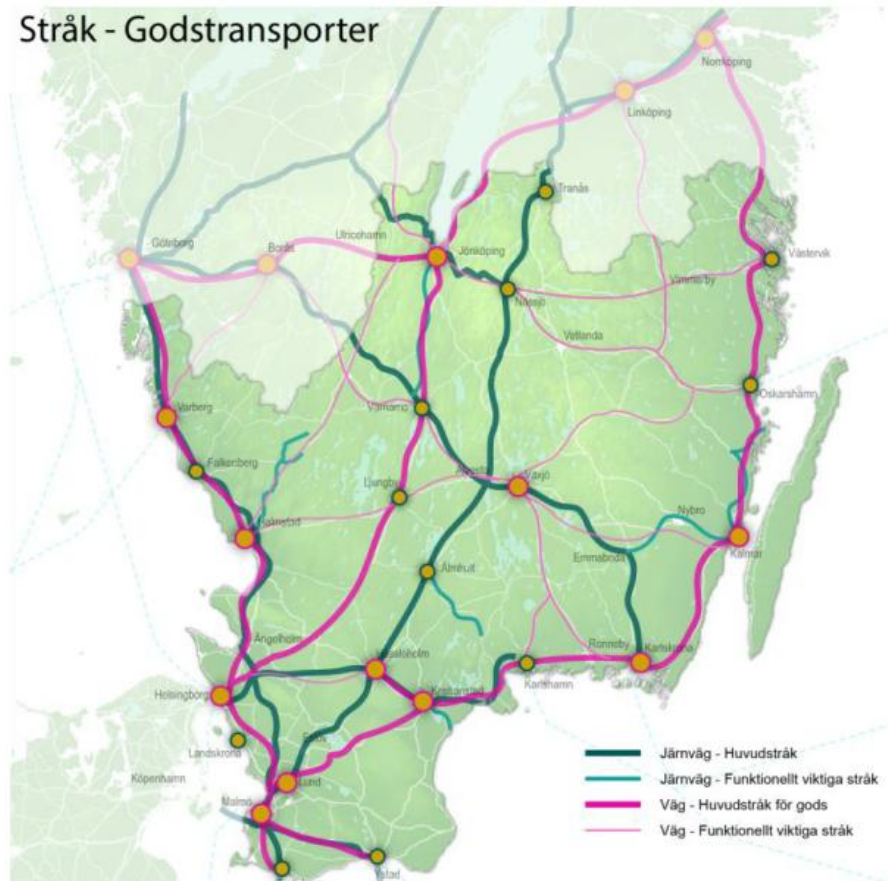 Stråk - Godstransporter
Norrköping
Linköping
Tranås
Ulricehamn
Göteborg
Borås
Jönköping
Västervik
Vimmerby
Nässjö
Vetlanda
Oskarshamn
Värnamo
Varberg
Falkenberg
Alvesta
Växjö
Ljungby
Halmstad
Nybro
Kalmar
Emmaboda
Älmhult
Ängelholm
Hässleholm
Ronneby
Karlskrona
Helsingborg
Karlshamn
Kristianstad
Landskrona
Eslöv
Köpenhamn
Lund
Malmö
Ystad
Järnväg - Huvudstråk
Järnväg - Funktionellt viktiga stråk
Väg - Huvudstråk för gods
Väg - Funktionellt viktiga stråk